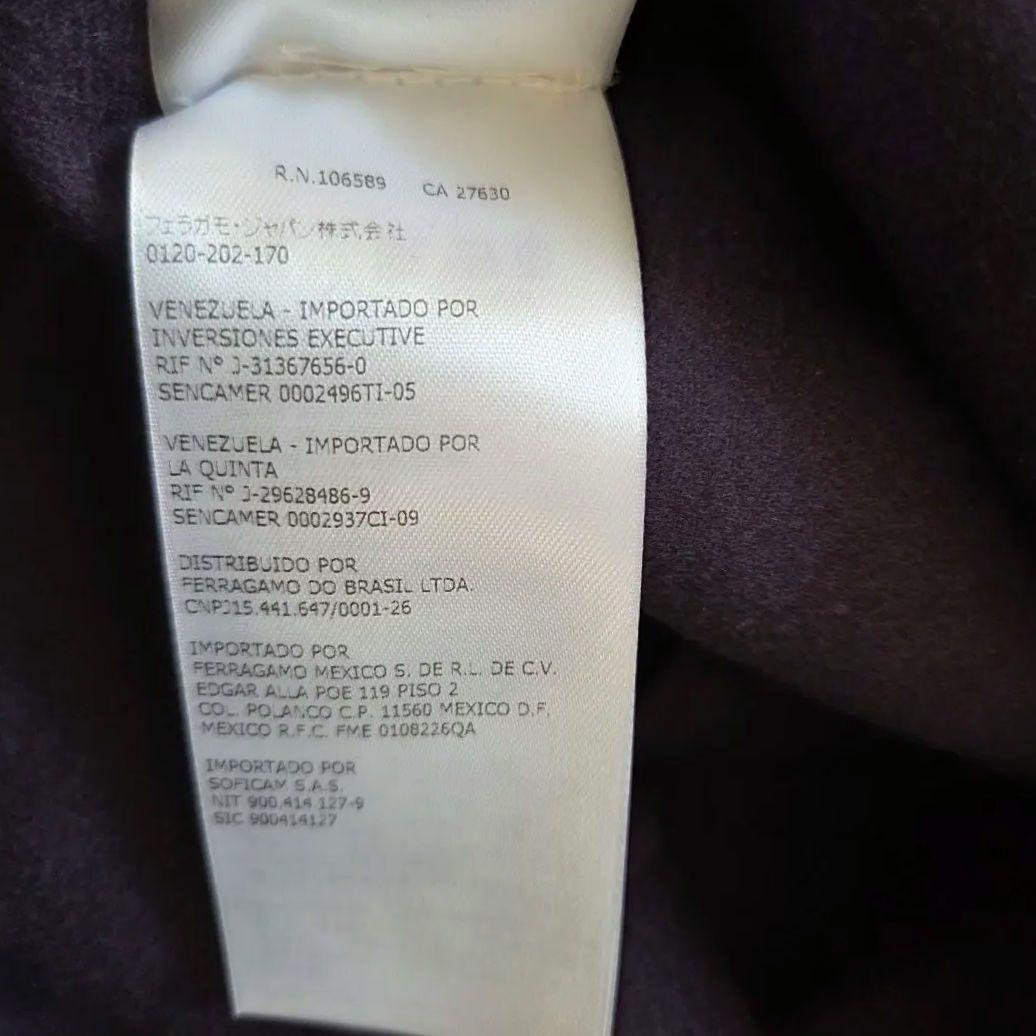 R.N.106589 CA 27630
フェラガモ・ジャパン株式会社
0120-202-170
VENEZUELA - IMPORTADO POR
INVERSIONES EXECUTIVE
RIF Nº J-31367656-0
SENCAMER 0002496TI-05
VENEZUELA - IMPORTADO POR
LA QUINTA
RIF Nº J-29628486-9
SENCAMER 0002937CI-09
DISTRIBUIDO POR
FERRAGAMO DO BRASIL LTDA.
CNPJ15.441.647/0001-26
IMPORTADO POR
FERRAGAMO MEXICO S. DE R.L. DE C.V.
EDGAR ALLA POE 119 PISO 2
COL. POLANCO C.P. 11560 MEXICO D.F.
MEXICO R.F.C. FME 0108226QA
IMPORTADO POR
SOFICAM S.A.S.
NIT 900.414.127-9
SIC 900414127